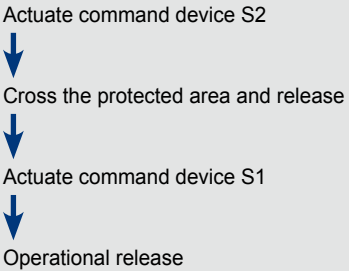 Actuate command device S2
Cross the protected area and release
Actuate command device S1
Operational release